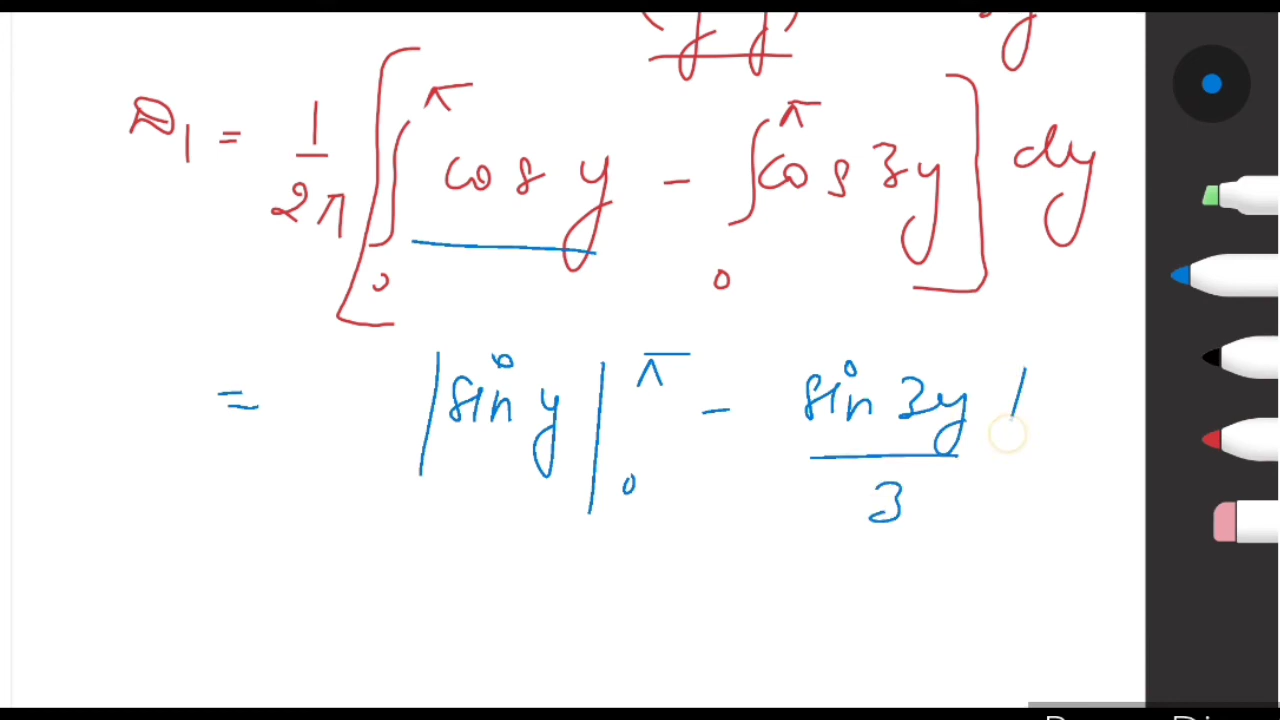 a₁ = 1/2π [∫₀^π cos y - ∫₀^π cos 3y] dy
= |sin y|₀^π - sin 3y/3 |